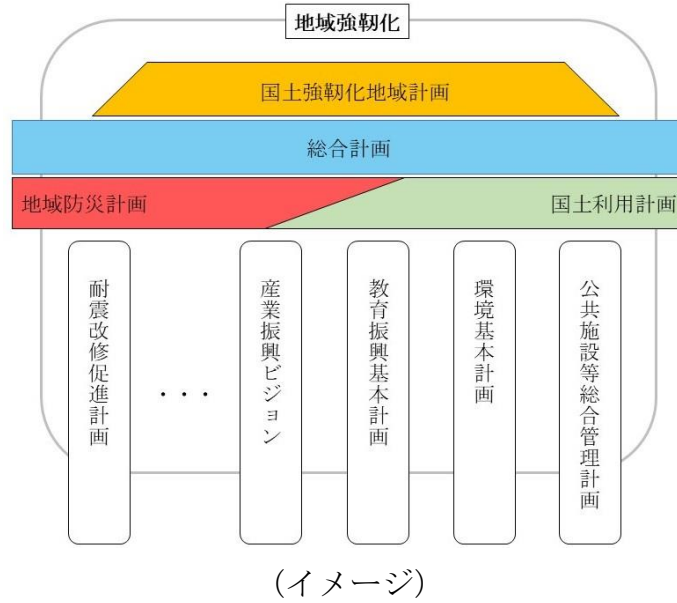 地域強靭化
国土強靭化地域計画
総合計画
地域防災計画
国土利用計画
耐震改修促進計画
・・・
産業振興ビジョン
教育振興基本計画
環境基本計画
公共施設等総合管理計画
(イメージ)